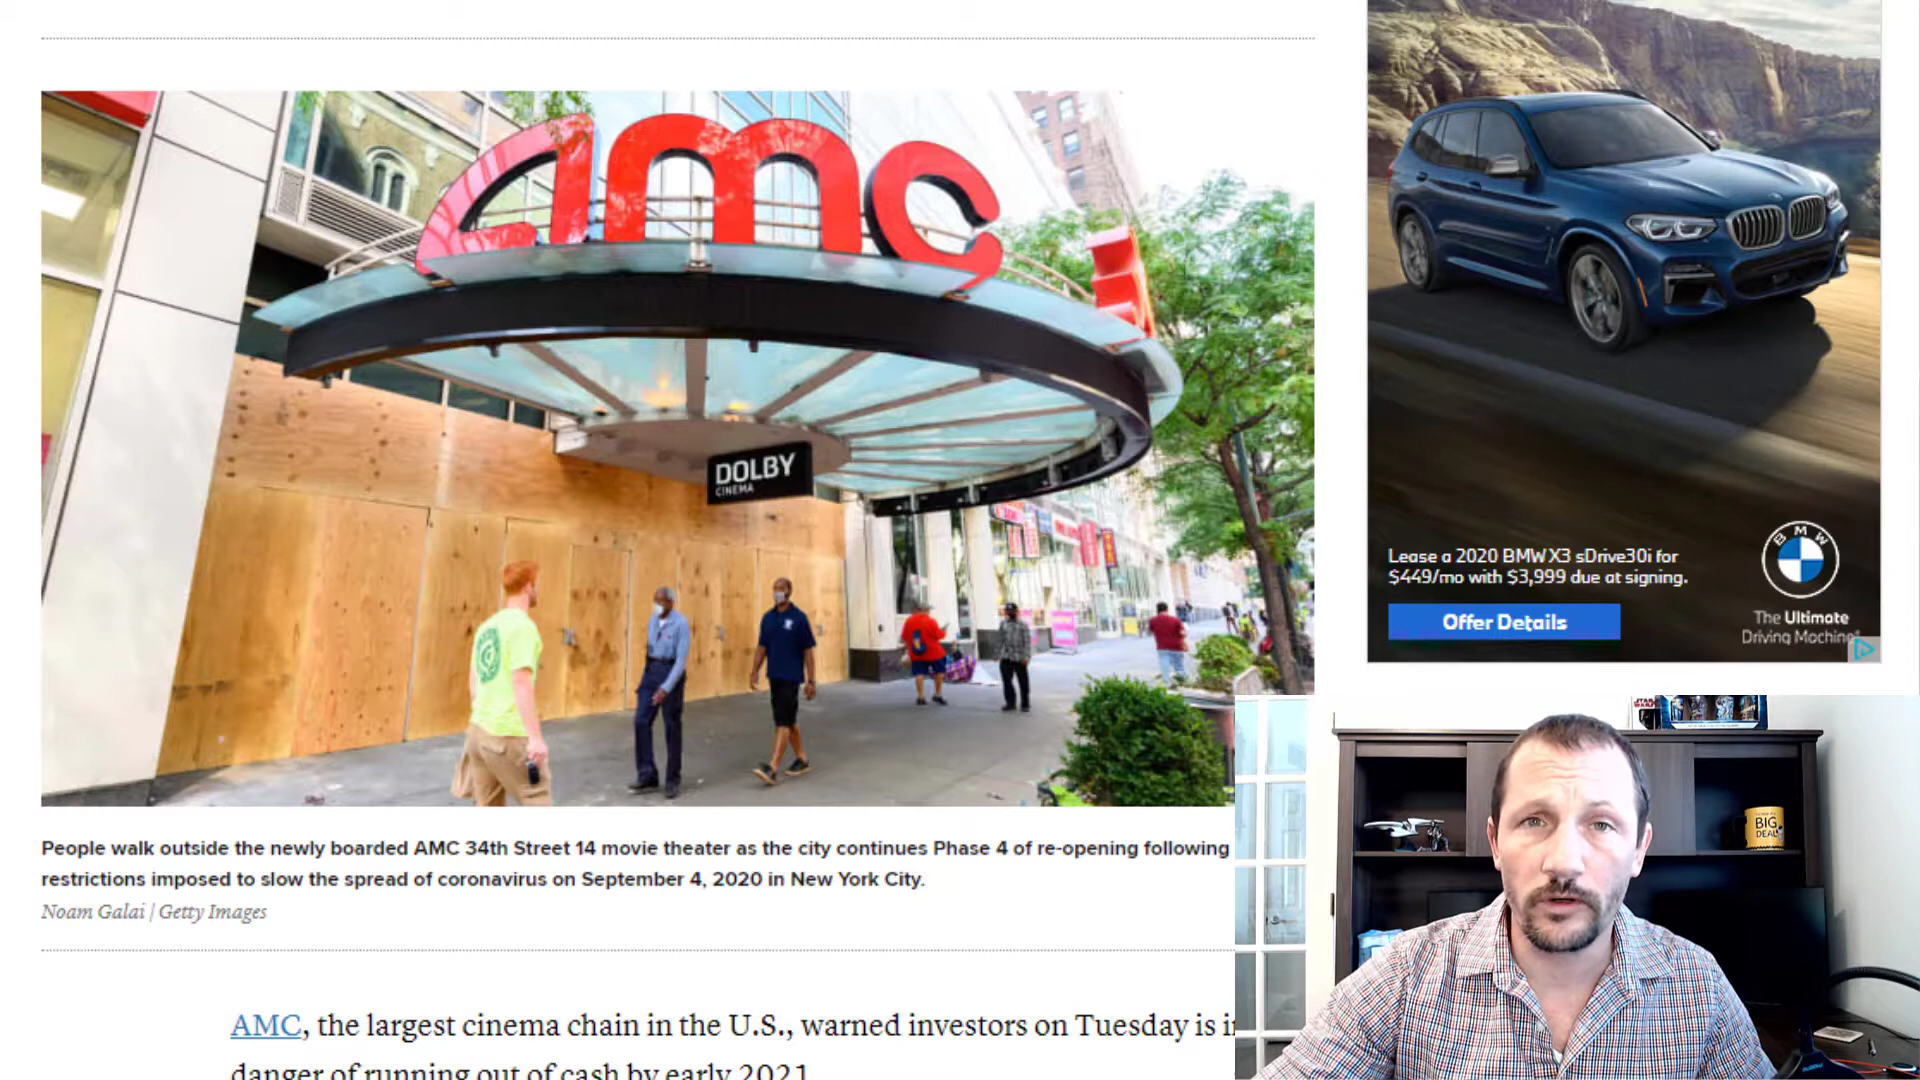 amc
DOLBY
CINEMA
People walk outside the newly boarded AMC 34th Street 14 movie theater as the city continues Phase 4 of re-opening following
restrictions imposed to slow the spread of coronavirus on September 4, 2020 in New York City.
Noam Galai | Getty Images
AMC, the largest cinema chain in the U.S., warned investors on Tuesday is
danger of running out of cash by early 2021
Lease a 2020 BMW X3 sDrive30i for
$449/mo with $3,999 due at signing.
Offer Details
BMW
The Ultimate
Driving Machine
STAR
WARS
BIG
DEAL